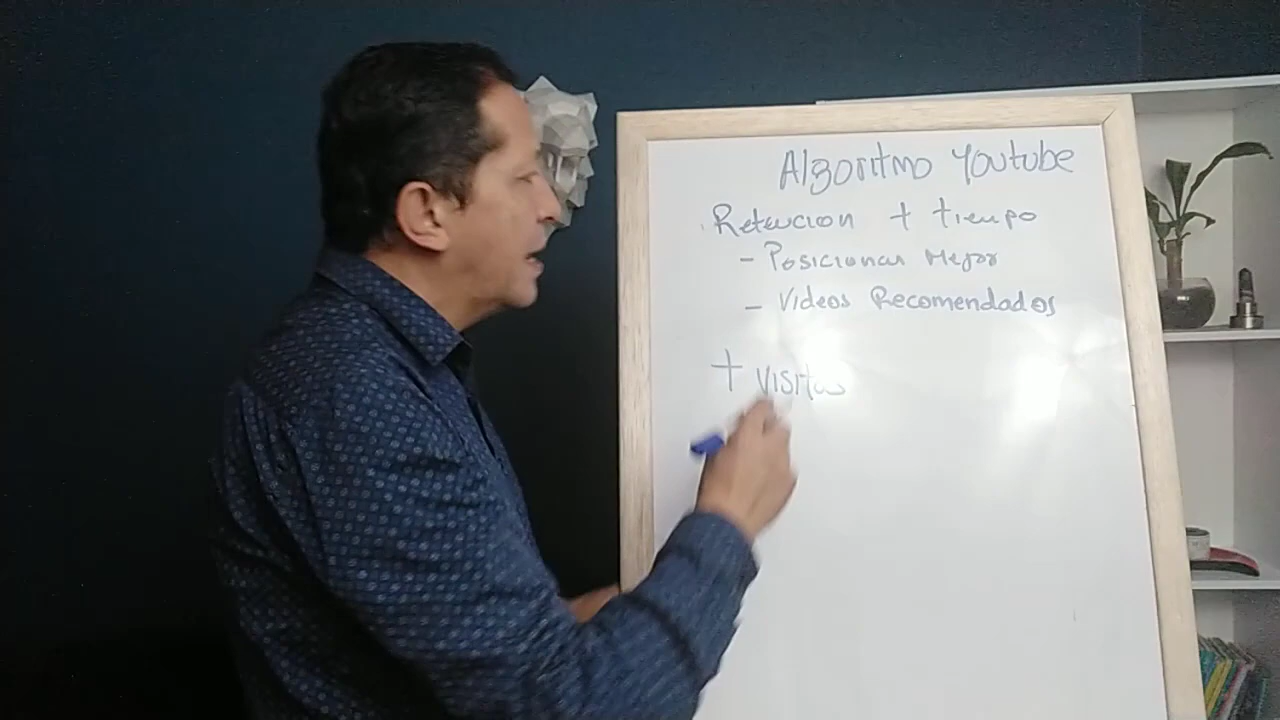 Algoritmo Youtube
Retencion + tiempo
- Posicionar Mejor
- Videos Recomendados
+ visitas